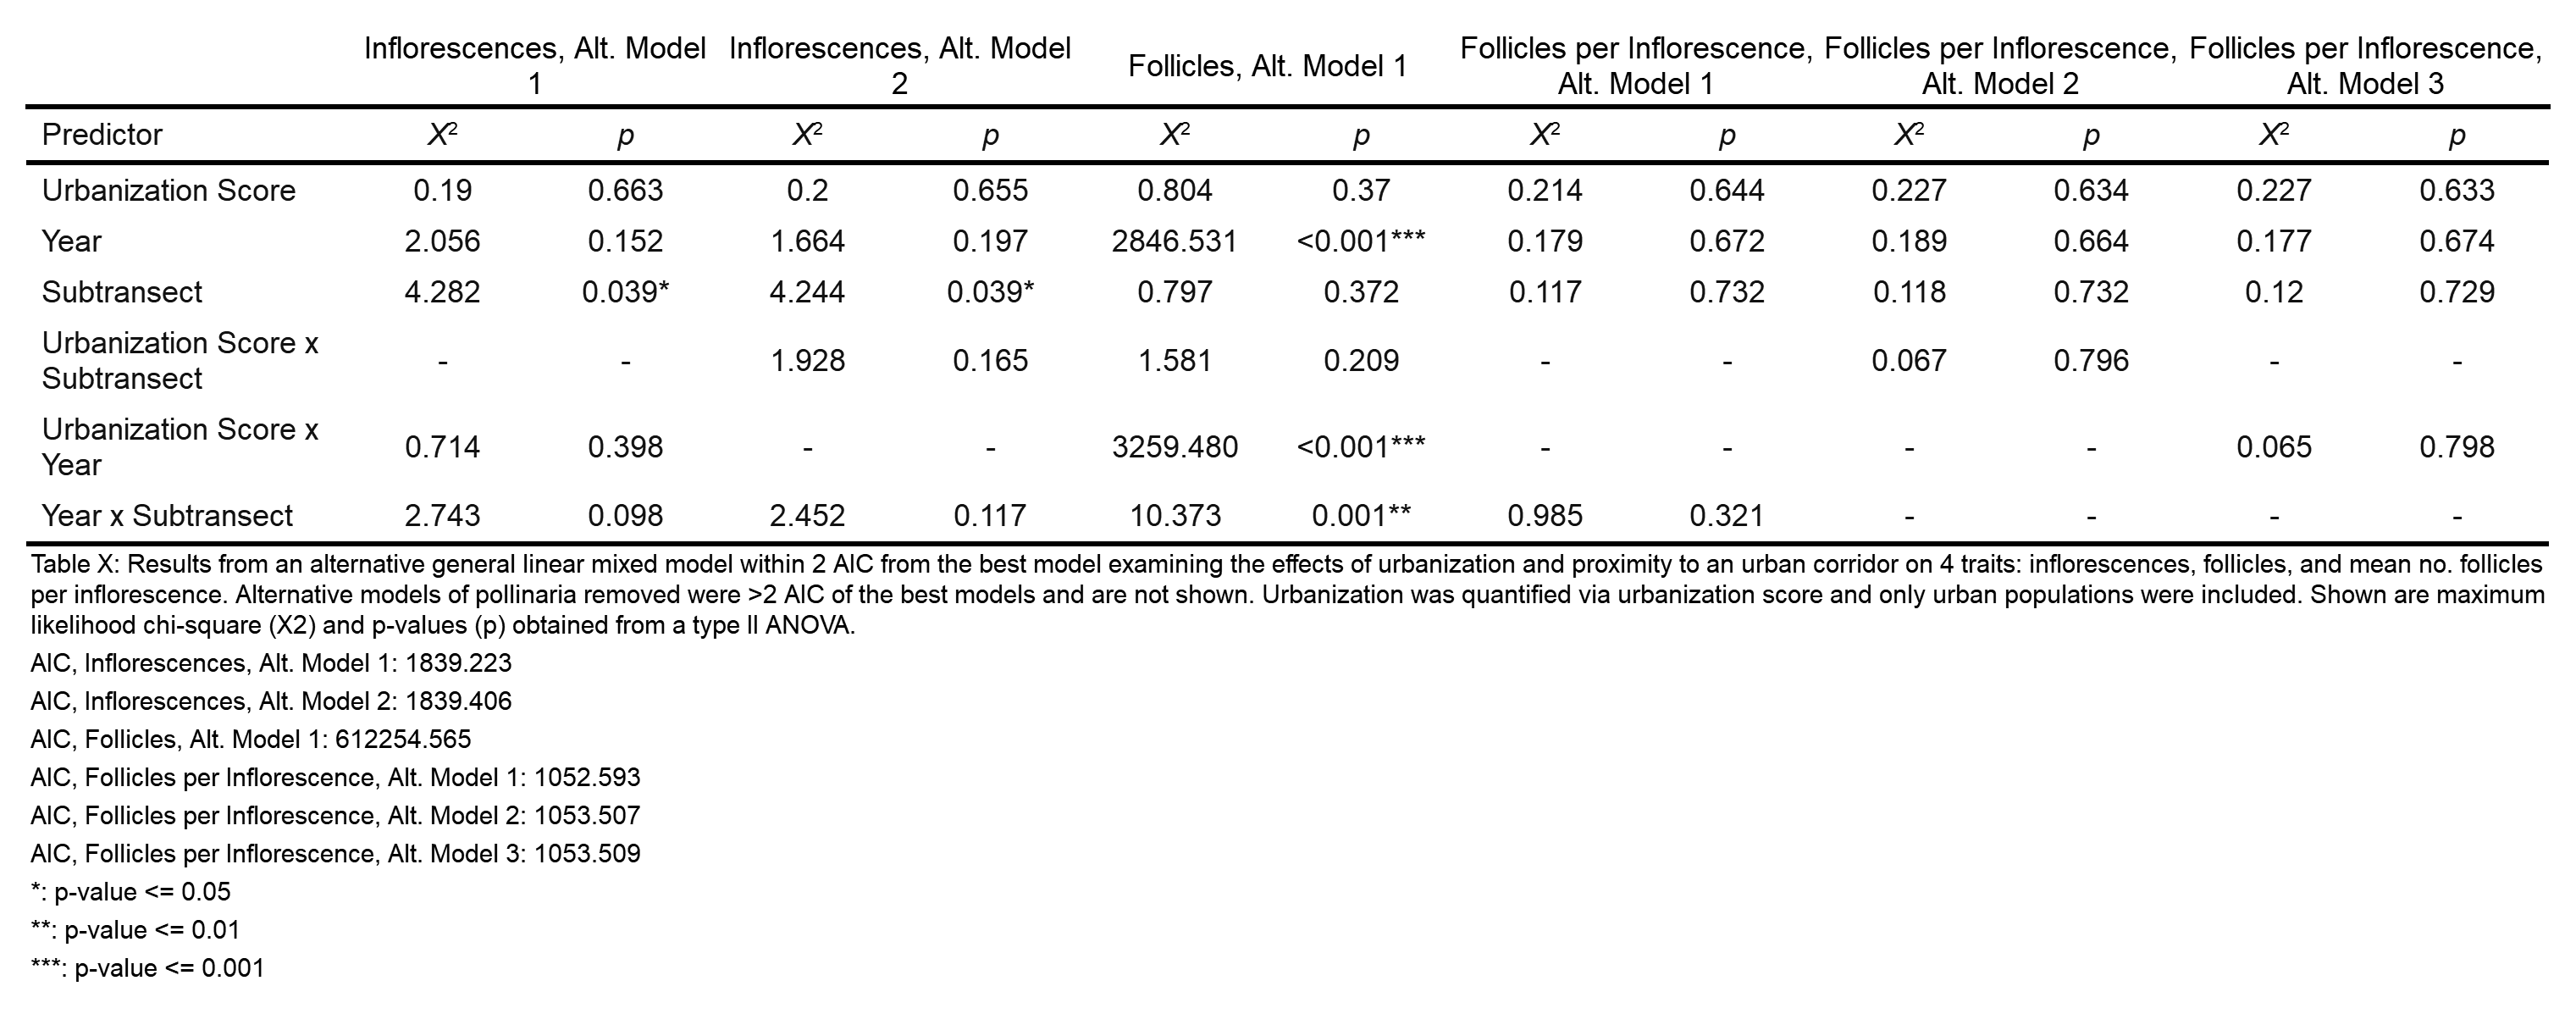 Inflorescences, Alt. Model 1 Inflorescences, Alt. Model 2 Follicles, Alt. Model 1 Follicles per Inflorescence, Alt. Model 1 Follicles per Inflorescence, Alt. Model 2 Follicles per Inflorescence, Alt. Model 3
Predictor X² p X² p X² p X² p X² p X² p
Urbanization Score 0.19 0.663 0.2 0.655 0.804 0.37 0.214 0.644 0.227 0.634 0.227 0.633
Year 2.056 0.152 1.664 0.197 2846.531 <0.001*** 0.179 0.672 0.189 0.664 0.177 0.674
Subtransect 4.282 0.039* 4.244 0.039* 0.797 0.372 0.117 0.732 0.118 0.732 0.12 0.729
Urbanization Score x Subtransect - - 1.928 0.165 1.581 0.209 - - 0.067 0.796 - -
Urbanization Score x Year 0.714 0.398 - - 3259.480 <0.001*** - - - - 0.065 0.798
Year x Subtransect 2.743 0.098 2.452 0.117 10.373 0.001** 0.985 0.321 - - - -
Table X: Results from an alternative general linear mixed model within 2 AIC from the best model examining the effects of urbanization and proximity to an urban corridor on 4 traits: inflorescences, follicles, and mean no. follicles
per inflorescence. Alternative models of pollinaria removed were >2 AIC of the best models and are not shown. Urbanization was quantified via urbanization score and only urban populations were included. Shown are maximum
likelihood chi-square (X2) and p-values (p) obtained from a type II ANOVA.
AIC, Inflorescences, Alt. Model 1: 1839.223
AIC, Inflorescences, Alt. Model 2: 1839.406
AIC, Follicles, Alt. Model 1: 612254.565
AIC, Follicles per Inflorescence, Alt. Model 1: 1052.593
AIC, Follicles per Inflorescence, Alt. Model 2: 1053.507
AIC, Follicles per Inflorescence, Alt. Model 3: 1053.509
*: p-value <= 0.05
**: p-value <= 0.01
***: p-value <= 0.001